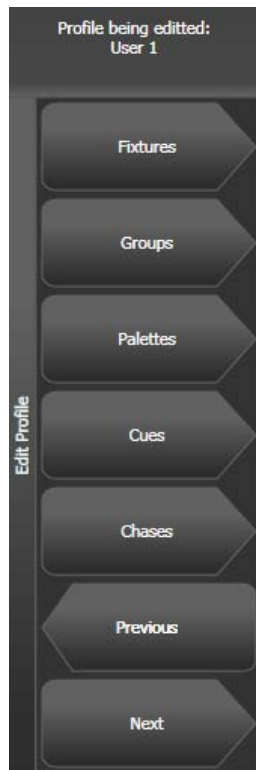 Profile being editted:
User 1
Fixtures
Groups
Palettes
Cues
Edit Profile
Chases
Previous
Next